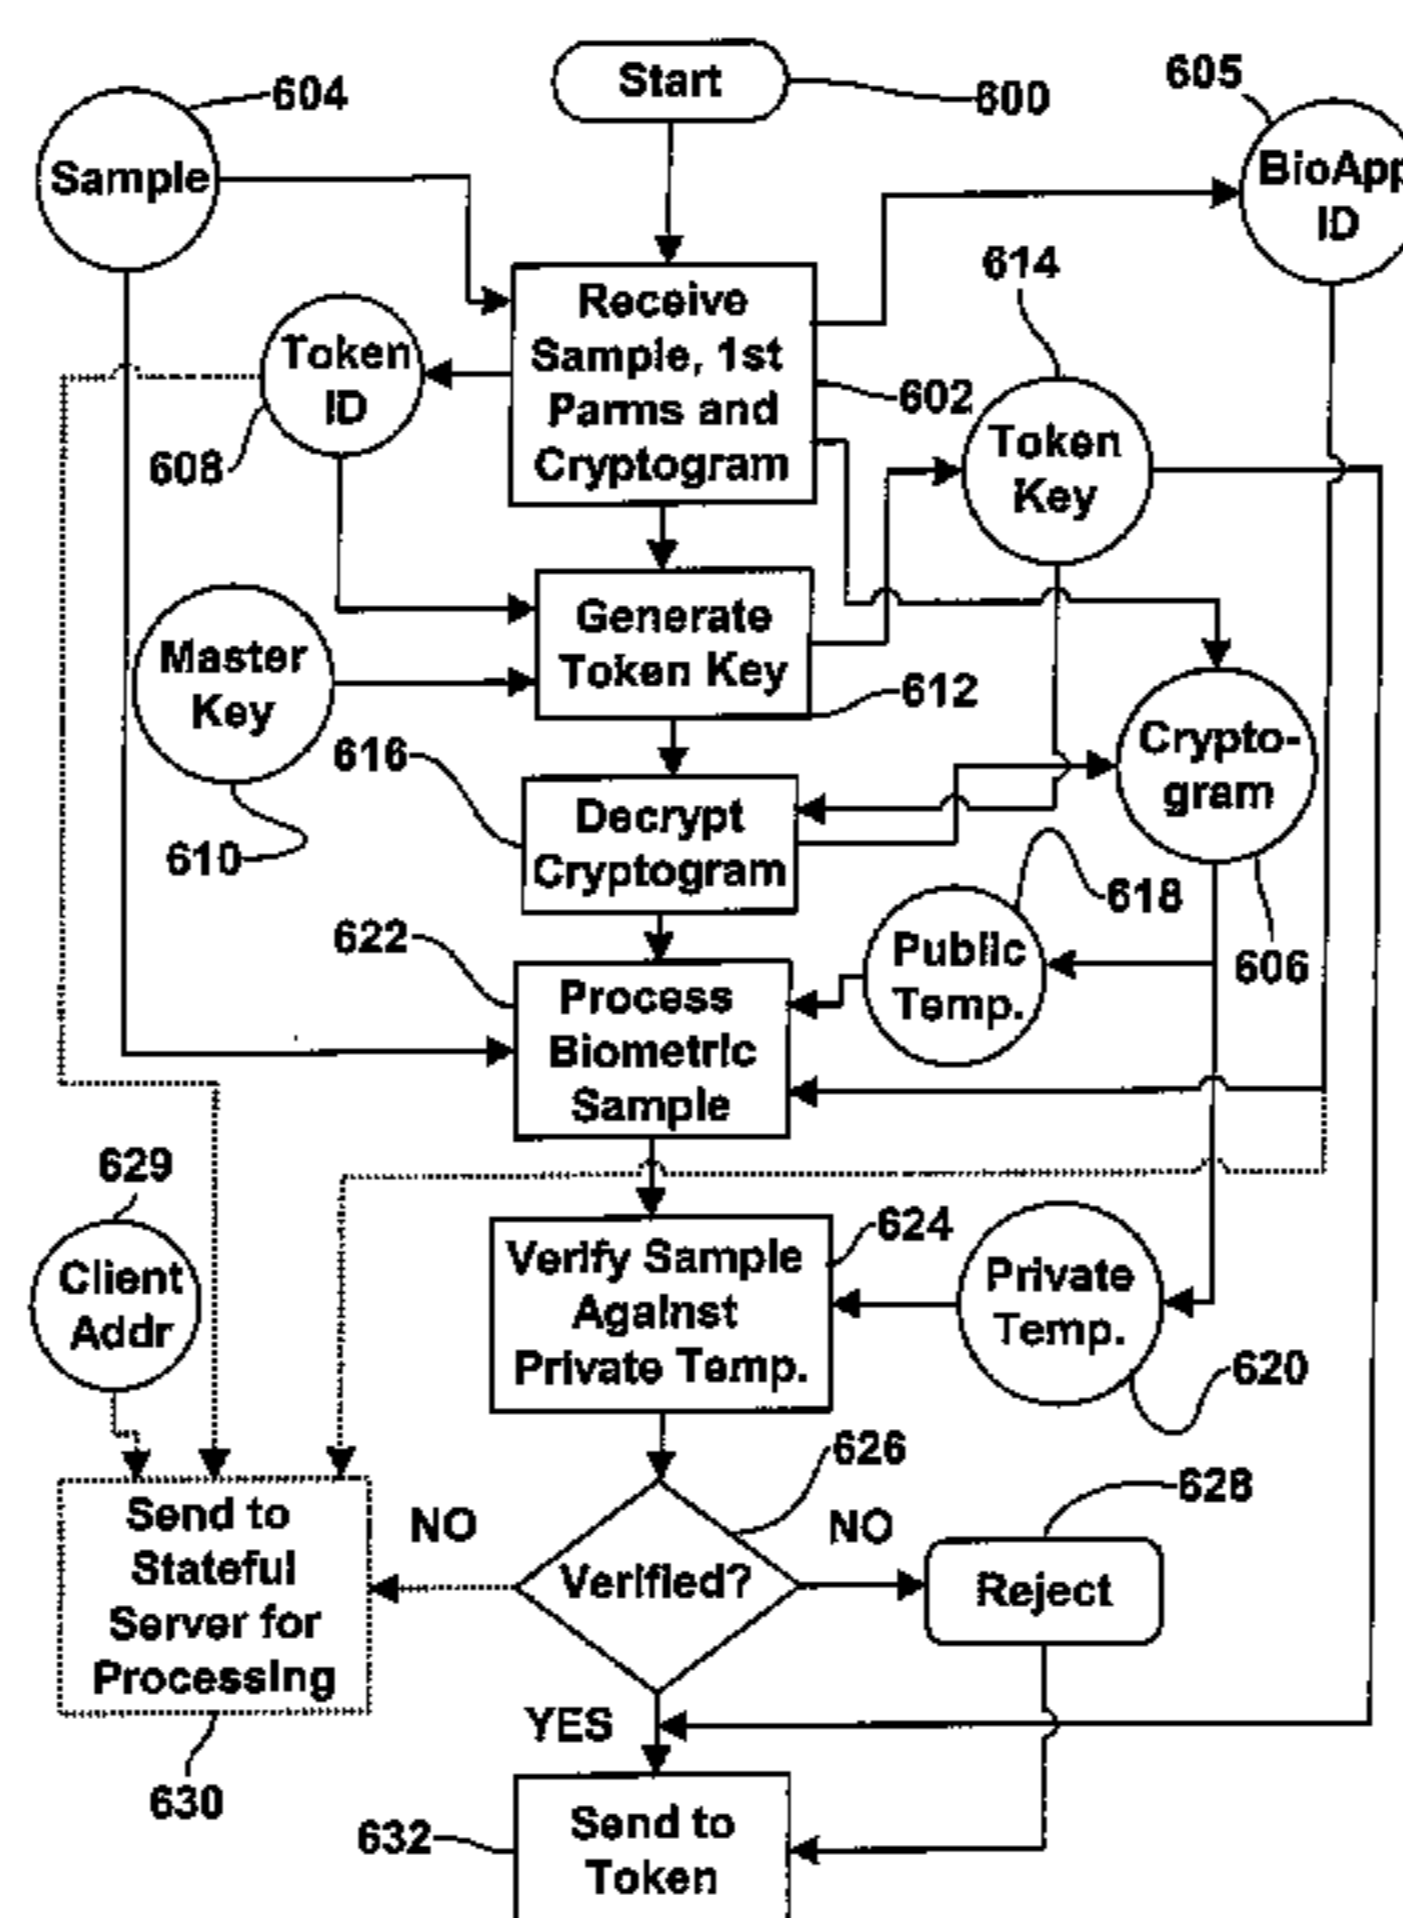 Start
600
604
605
Sample
BioApp
ID
614
Receive
Sample, 1st
Parms and
Cryptogram
602
Token
ID
608
Token
Key
Generate
Token Key
612
Master
Key
610
616
Crypto-
gram
606
Decrypt
Cryptogram
618
622
Public
Temp.
Process
Biometric
Sample
629
Client
Addr
624
Verify Sample
Against
Private Temp.
Private
Temp.
620
626
628
Send to
Stateful
Server for
Processing
NO
Verified?
NO
Reject
630
YES
632
Send to
Token